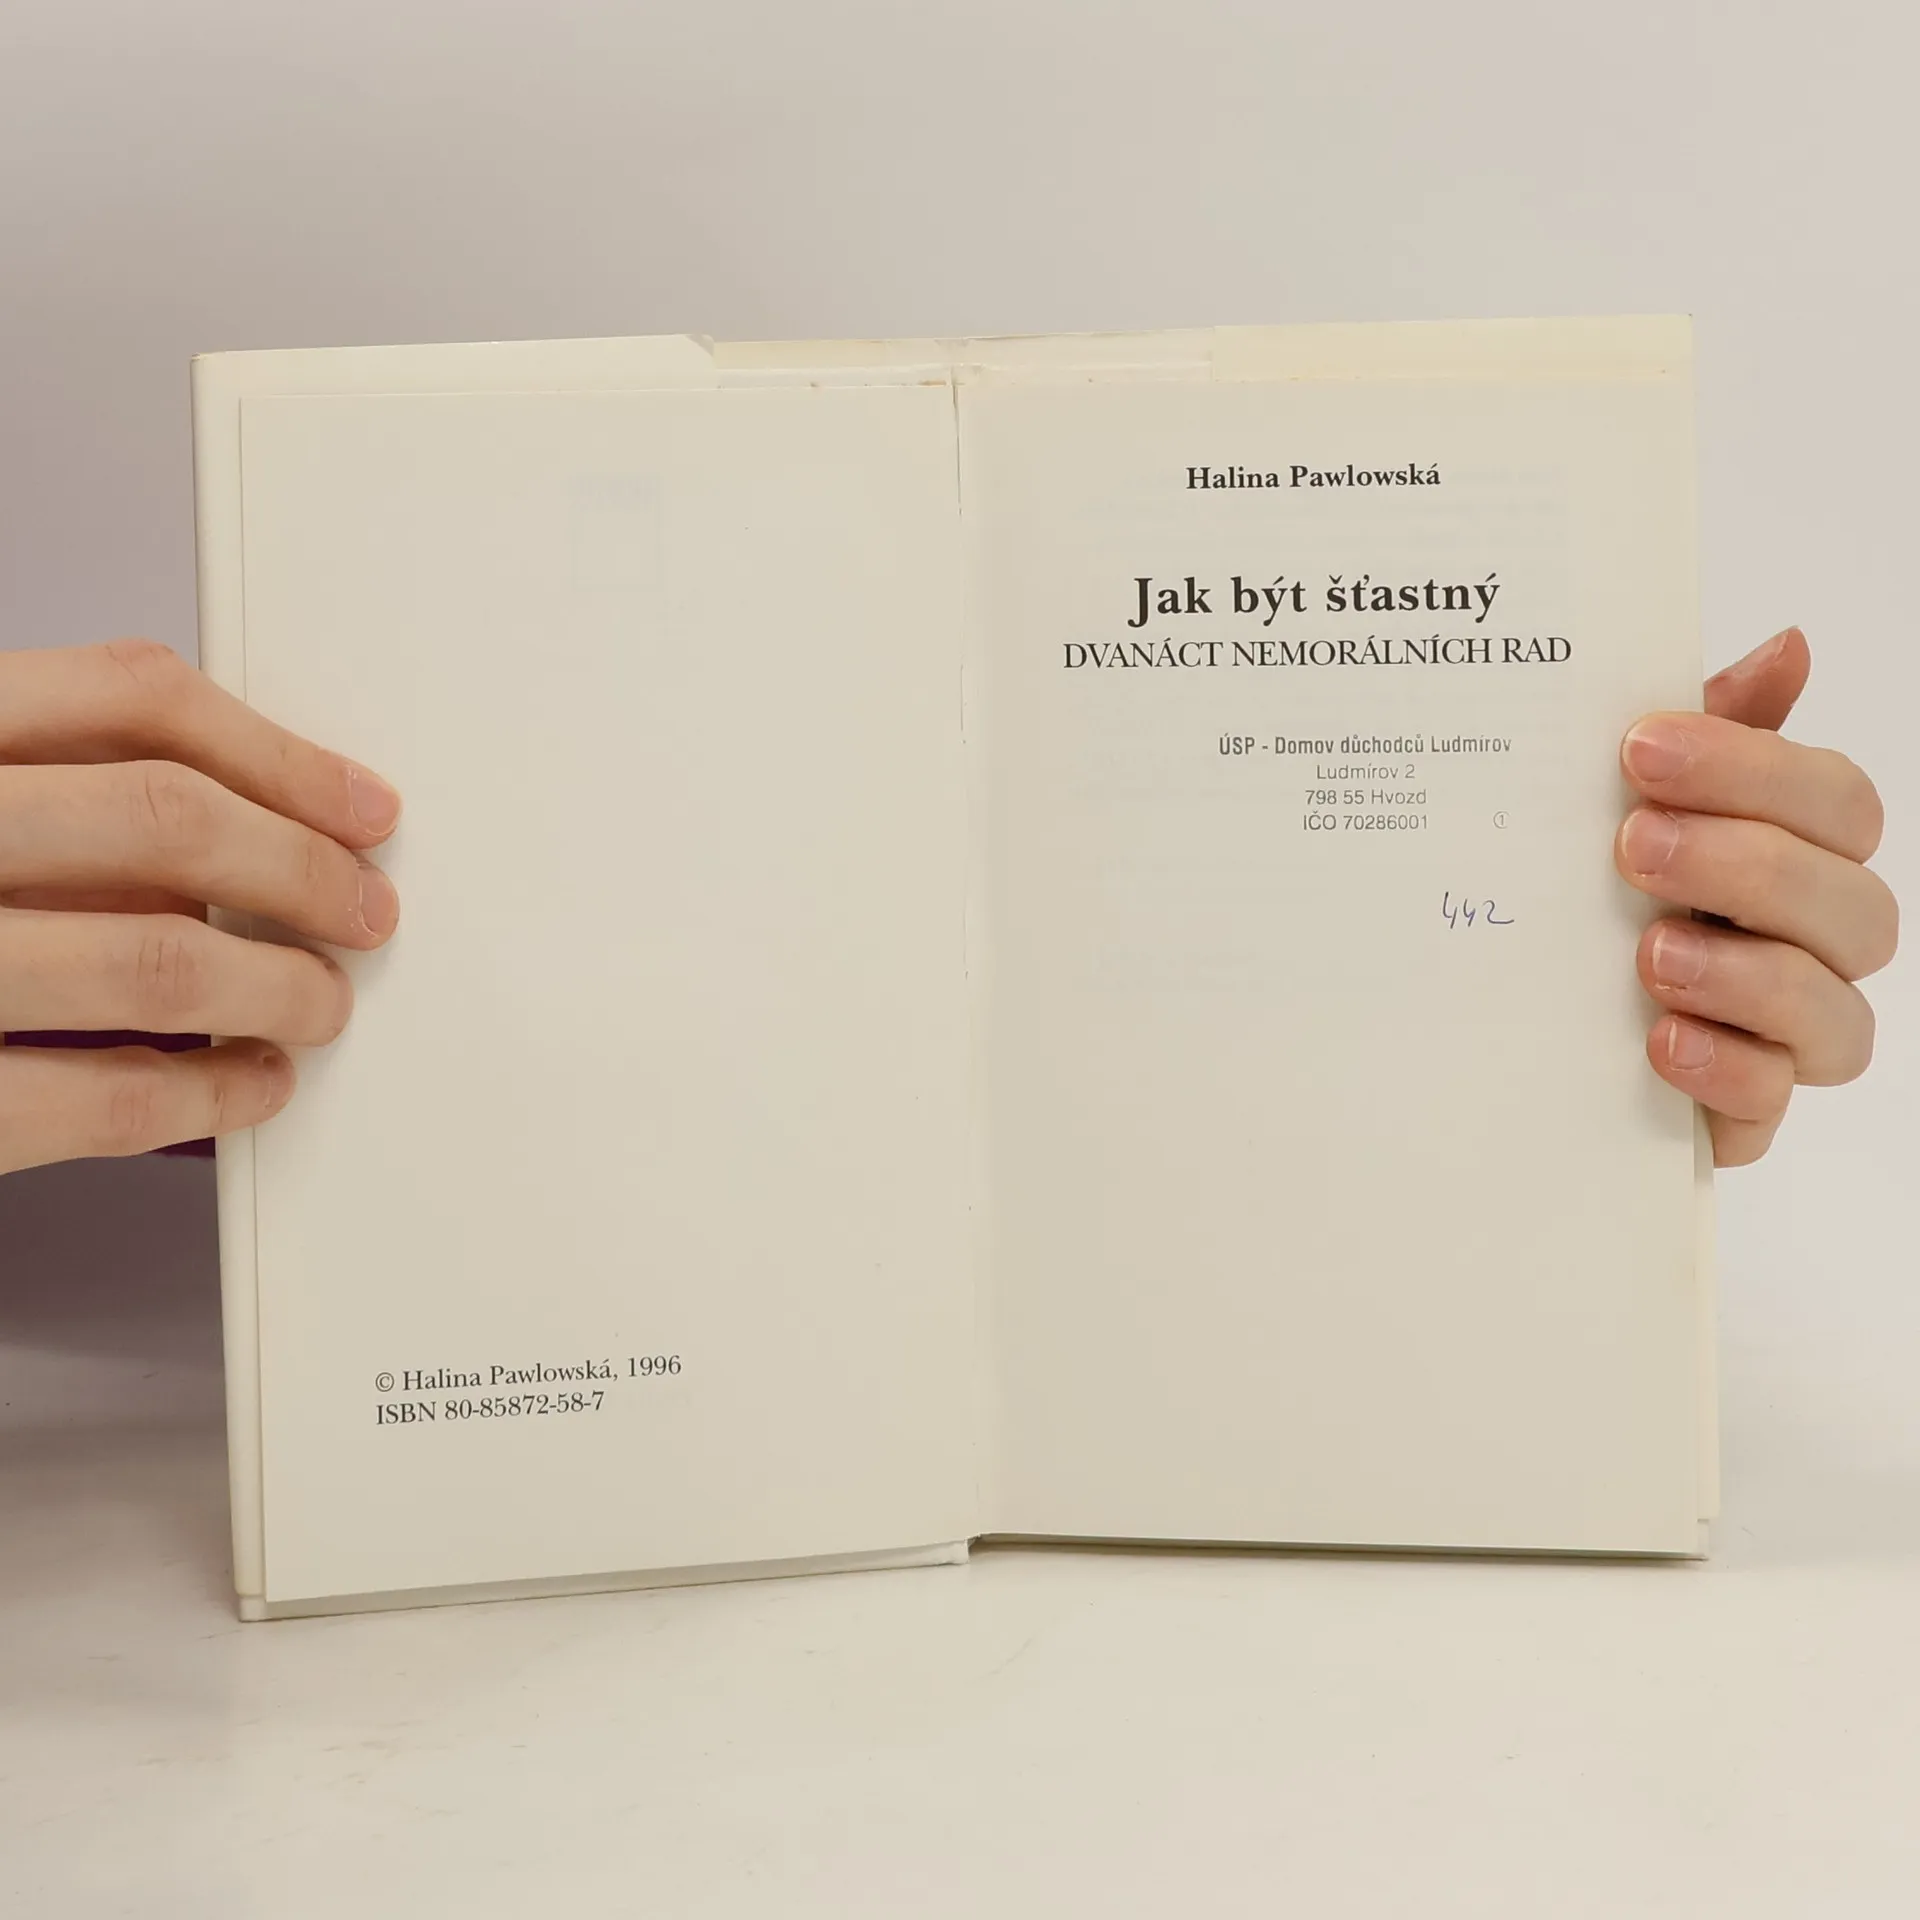 © Halina Pawlowská, 1996
ISBN 80-85872-58-7
Halina Pawlowská
Jak být šťastný
DVANÁCT NEMORÁLNÍCH RAD
ÚSP - Domov důchodců Ludmírov
Ludmírov 2
798 55 Hvozd
IČO 70286001 ①
442